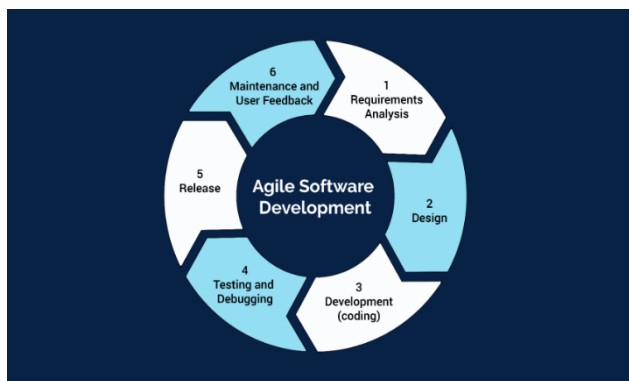 Agile Software
Development
1
Requirements
Analysis
2
Design
3
Development
(coding)
4
Testing and
Debugging
5
Release
6
Maintenance and
User Feedback